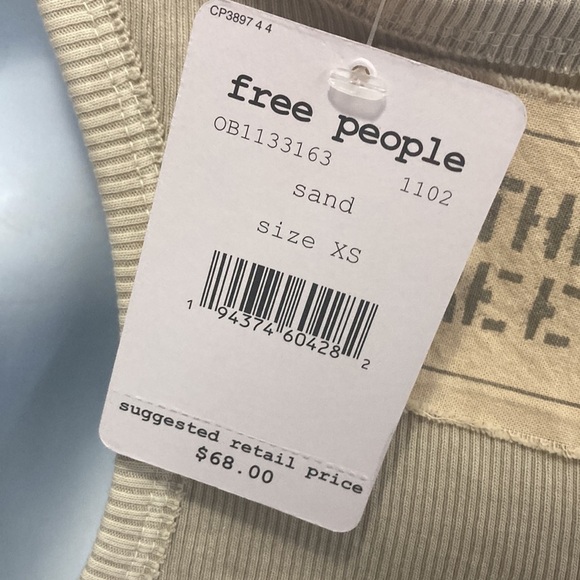 CP3897 4 4
free people
OB1133163 1102
sand
size XS
1 94374 60428 2
suggested retail price
$68.00
THE